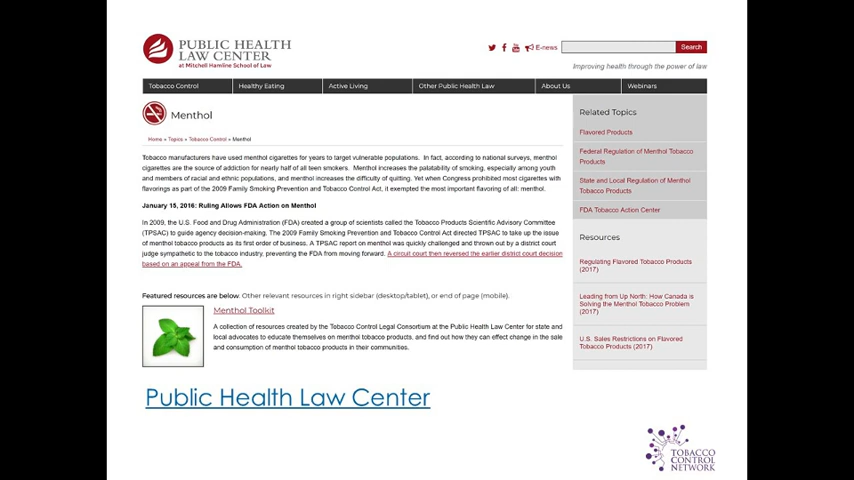 PUBLIC HEALTH
LAW CENTER
at Mitchell Hamline School of Law
E-news
Search
Improving health through the power of law
Tobacco Control
Healthy Eating
Active Living
Other Public Health Law
About Us
Webinars
Menthol
Home » Topics » Tobacco Control » Menthol
Tobacco manufacturers have used menthol cigarettes for years to target vulnerable populations. In fact, according to national surveys, menthol
cigarettes are the source of addiction for nearly half of all teen smokers. Menthol increases the palatability of smoking, especially among youth
and members of racial and ethnic populations, and menthol increases the difficulty of quitting. Yet when Congress prohibited most cigarettes with
flavorings as part of the 2009 Family Smoking Prevention and Tobacco Control Act, it exempted the most important flavoring of all: menthol.
January 15, 2016: Ruling Allows FDA Action on Menthol
In 2009, the U.S. Food and Drug Administration (FDA) created a group of scientists called the Tobacco Products Scientific Advisory Committee
(TPSAC) to guide agency decision-making. The 2009 Family Smoking Prevention and Tobacco Control Act directed TPSAC to take up the issue
of menthol tobacco products as its first order of business. A TPSAC report on menthol was quickly challenged and thrown out by a district court
judge sympathetic to the tobacco industry, preventing the FDA from moving forward. A circuit court then reversed the earlier district court decision
based on an appeal from the FDA.
Featured resources are below. Other relevant resources in right sidebar (desktop/tablet), or end of page (mobile).
Menthol Toolkit
A collection of resources created by the Tobacco Control Legal Consortium at the Public Health Law Center for state and
local advocates to educate themselves on menthol tobacco products, and find out how they can effect change in the sale
and consumption of menthol tobacco products in their communities.
Related Topics
Flavored Products
Federal Regulation of Menthol Tobacco
Products
State and Local Regulation of Menthol
Tobacco Products
FDA Tobacco Action Center
Resources
Regulating Flavored Tobacco Products
(2017)
Leading from Up North: How Canada is
Solving the Menthol Tobacco Problem
(2017)
U.S. Sales Restrictions on Flavored
Tobacco Products (2017)
Public Health Law Center
TOBACCO
CONTROL
NETWORK